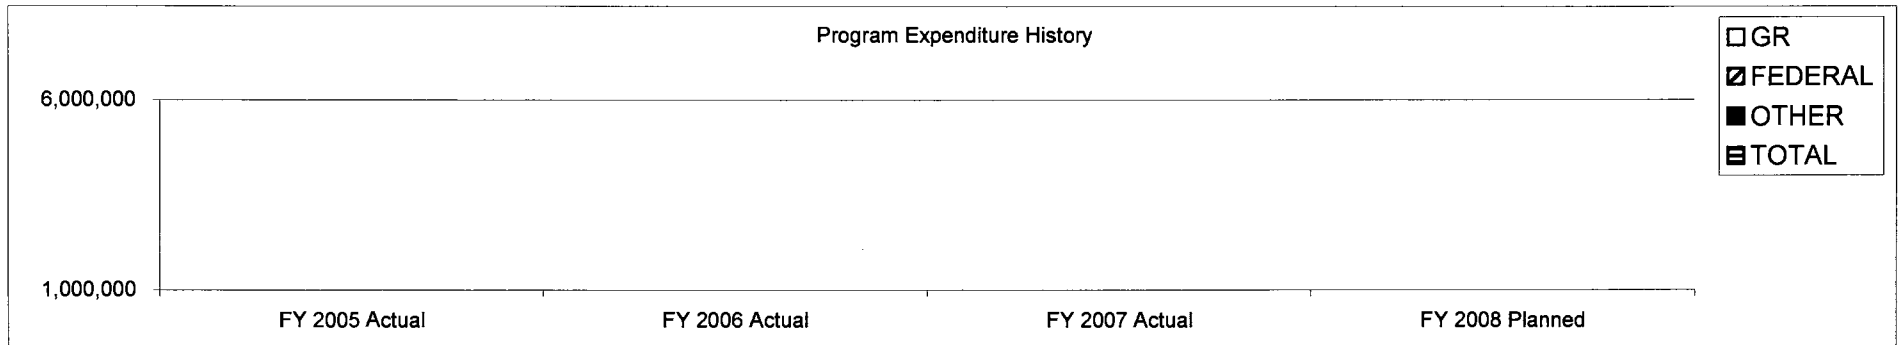 Program Expenditure History
GR
FEDERAL
OTHER
TOTAL
6,000,000
1,000,000
FY 2005 Actual
FY 2006 Actual
FY 2007 Actual
FY 2008 Planned